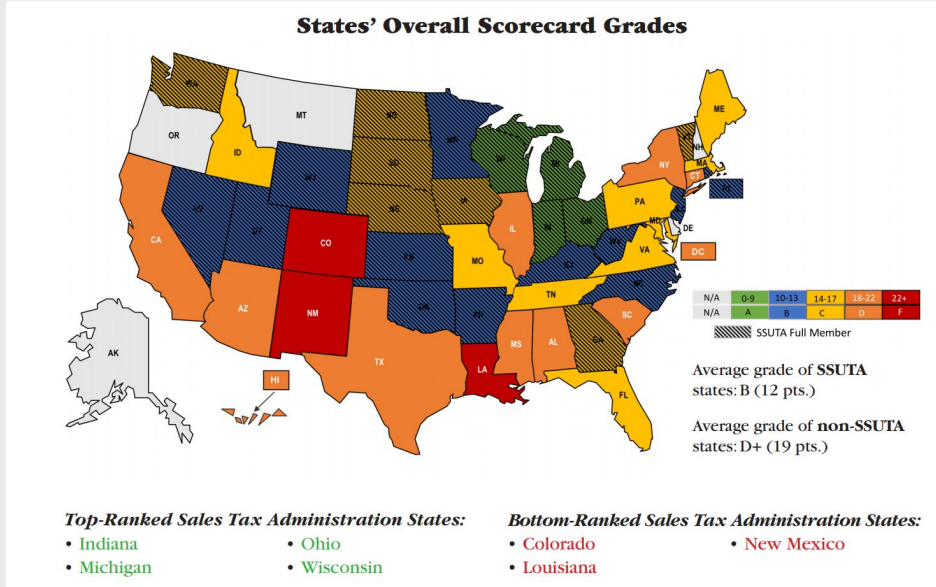 States' Overall Scorecard Grades
WA
MT
ND
MN
ME
OR
ID
WY
SD
WI
MI
VT
NH
NY
MA
CT
RI
NV
UT
CO
NE
IA
IL
IN
OH
PA
NJ
MD
DE
DC
CA
KS
MO
KY
WV
VA
AZ
NM
OK
AR
TN
NC
SC
TX
LA
MS
AL
GA
FL
AK
HI
N/A 0-9 10-13 14-17 18-22 22+
N/A A B C D F
SSUTA Full Member
Average grade of SSUTA
states: B (12 pts.)
Average grade of non-SSUTA
states: D+ (19 pts.)
Top-Ranked Sales Tax Administration States:
• Indiana
• Michigan
• Ohio
• Wisconsin
Bottom-Ranked Sales Tax Administration States:
• Colorado
• Louisiana
• New Mexico